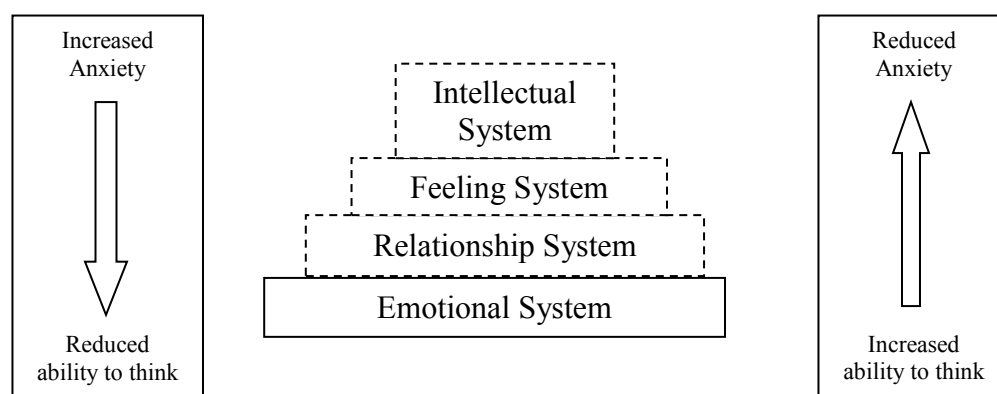 Increased
Anxiety
Reduced
ability to think
Intellectual
System
Feeling System
Relationship System
Emotional System
Reduced
Anxiety
Increased
ability to think